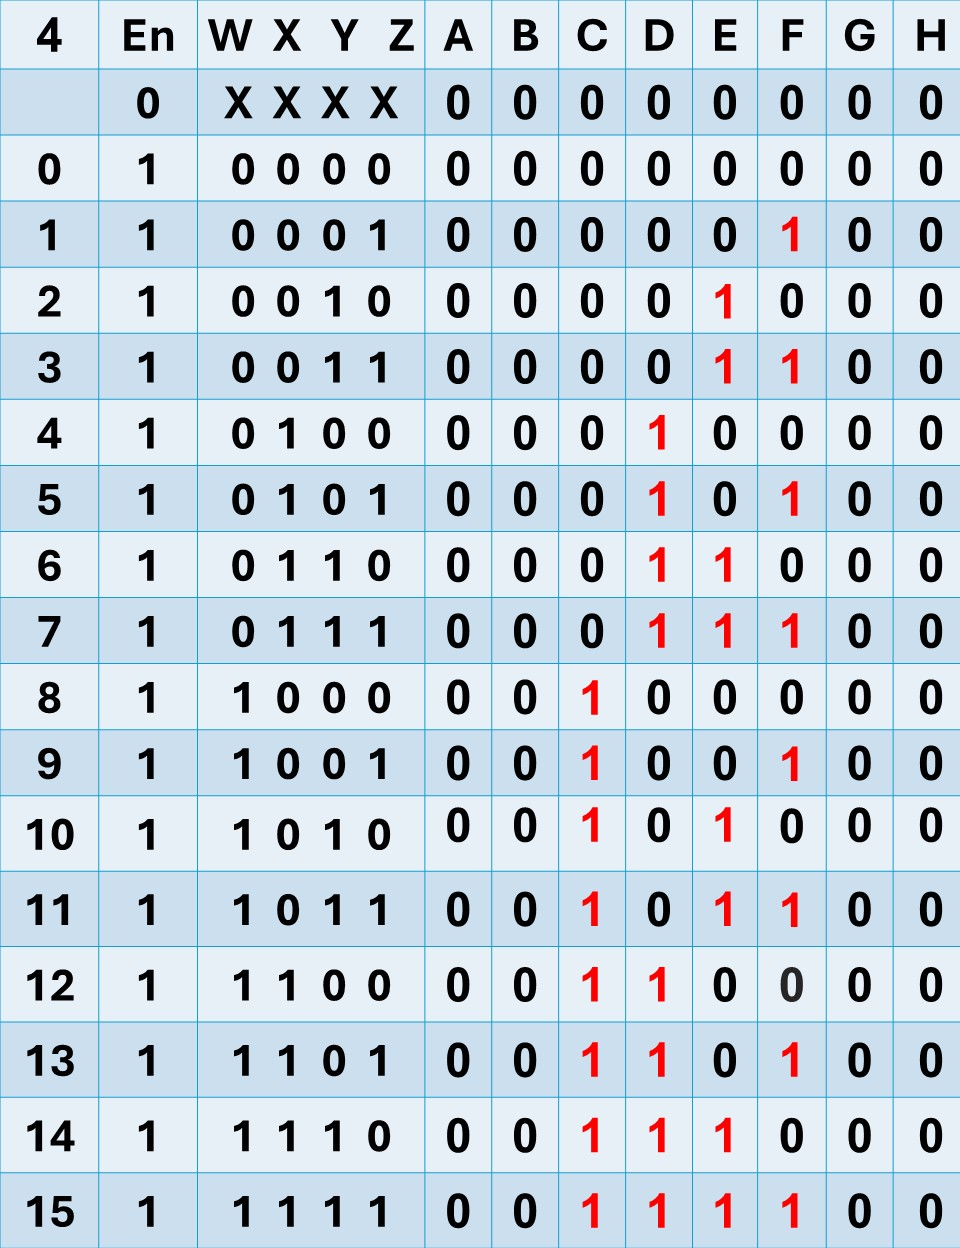 4 En W X Y Z A B C D E F G H
0 X X X X 0 0 0 0 0 0 0 0
0 1 0 0 0 0 0 0 0 0 0 0 0 0
1 1 0 0 0 1 0 0 0 0 0 1 0 0
2 1 0 0 1 0 0 0 0 0 1 0 0 0
3 1 0 0 1 1 0 0 0 0 1 1 0 0
4 1 0 1 0 0 0 0 0 1 0 0 0 0
5 1 0 1 0 1 0 0 0 1 0 1 0 0
6 1 0 1 1 0 0 0 0 1 1 0 0 0
7 1 0 1 1 1 0 0 0 1 1 1 0 0
8 1 1 0 0 0 0 0 1 0 0 0 0 0
9 1 1 0 0 1 0 0 1 0 0 1 0 0
10 1 1 0 1 0 0 0 1 0 1 0 0 0
11 1 1 0 1 1 0 0 1 0 1 1 0 0
12 1 1 1 0 0 0 0 1 1 0 0 0 0
13 1 1 1 0 1 0 0 1 1 0 1 0 0
14 1 1 1 1 0 0 0 1 1 1 0 0 0
15 1 1 1 1 1 0 0 1 1 1 1 0 0